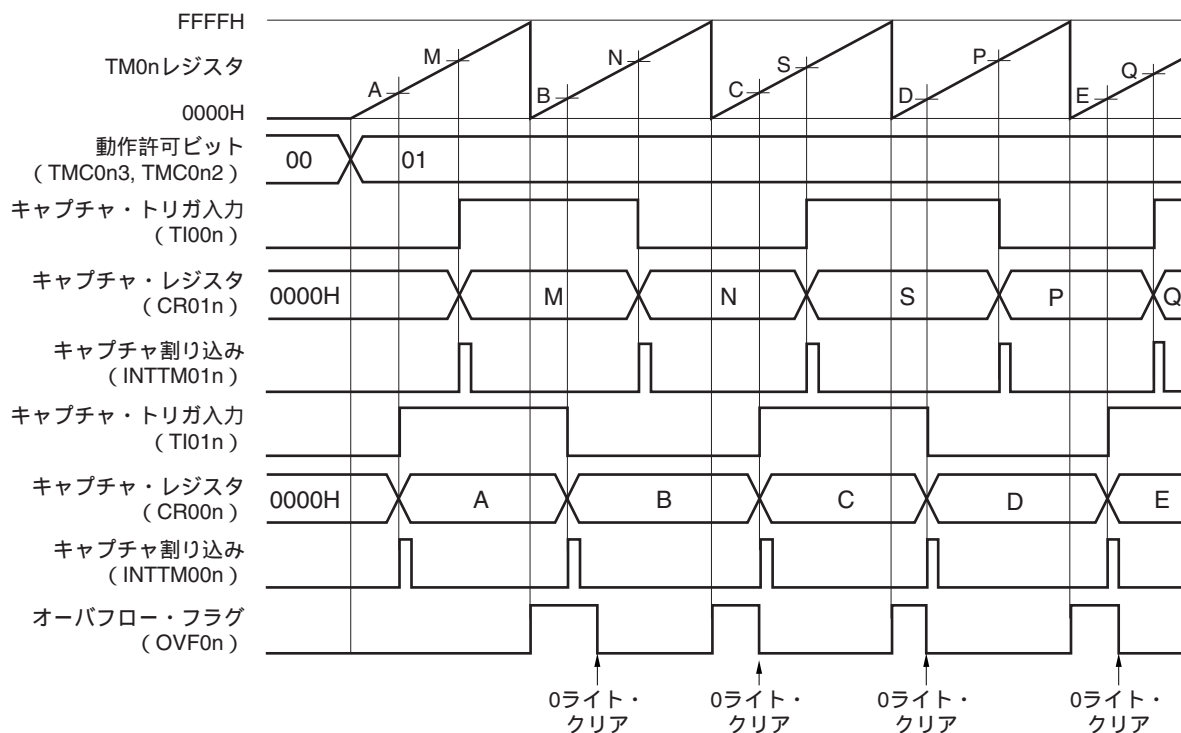 FFFFH
TM0nレジスタ
0000H
A
M
B
N
C
S
D
P
E
Q
動作許可ビット
( TMC0n3, TMC0n2 )
00
01
キャプチャ・トリガ入力
( TI00n )
キャプチャ・レジスタ
( CR01n )
0000H
M
N
S
P
Q
キャプチャ割り込み
( INTTM01n )
キャプチャ・トリガ入力
( TI01n )
キャプチャ・レジスタ
( CR00n )
0000H
A
B
C
D
E
キャプチャ割り込み
( INTTM00n )
オーバフロー・フラグ
( OVF0n )
0ライト・
クリア
0ライト・
クリア
0ライト・
クリア
0ライト・
クリア